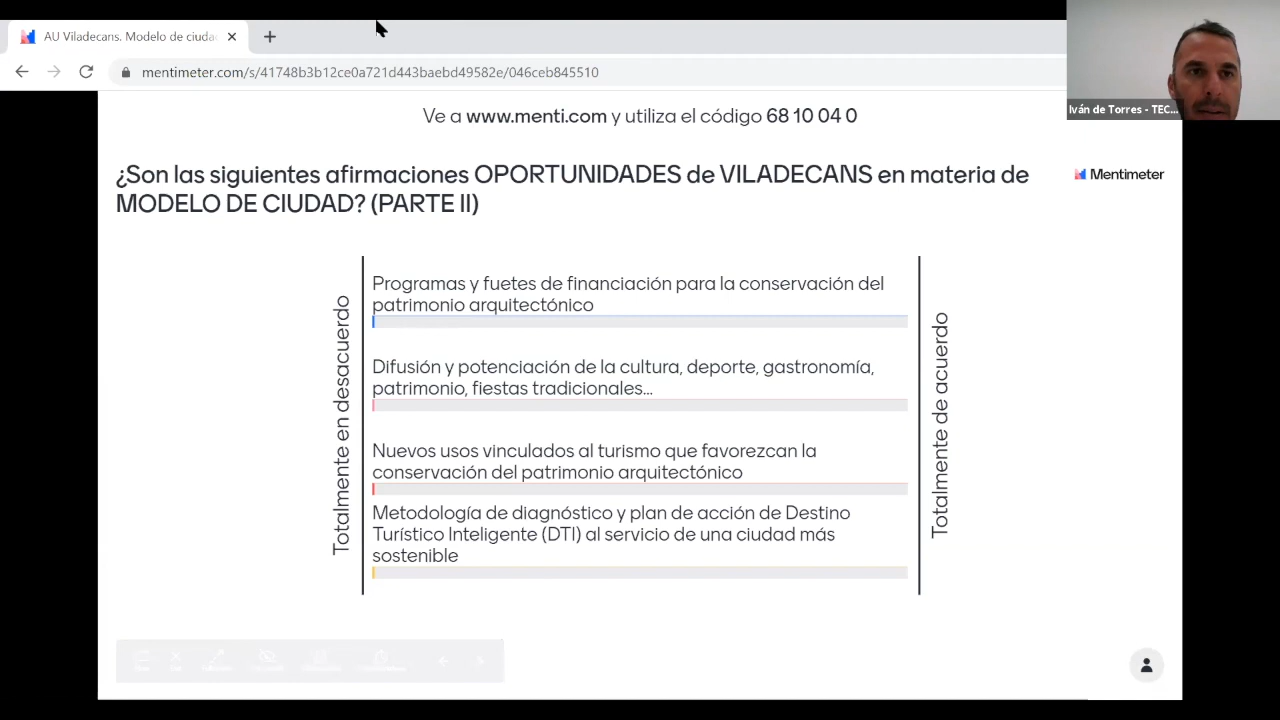 AU Viladecans. Modelo de ciuda
mentimeter.com/s/41748b3b12ce0a721d443baebd49582e/046ceb845510
Iván de Torres - TEC...
Ve a www.menti.com y utiliza el código 68 10 04 0
¿Son las siguientes afirmaciones OPORTUNIDADES de VILADECANS en materia de
MODELO DE CIUDAD? (PARTE II)
Mentimeter
Totalmente en desacuerdo
Programas y fuetes de financiación para la conservación del
patrimonio arquitectónico
Difusión y potenciación de la cultura, deporte, gastronomía,
patrimonio, fiestas tradicionales...
Nuevos usos vinculados al turismo que favorezcan la
conservación del patrimonio arquitectónico
Metodología de diagnóstico y plan de acción de Destino
Turístico Inteligente (DTI) al servicio de una ciudad más
sostenible
Totalmente de acuerdo